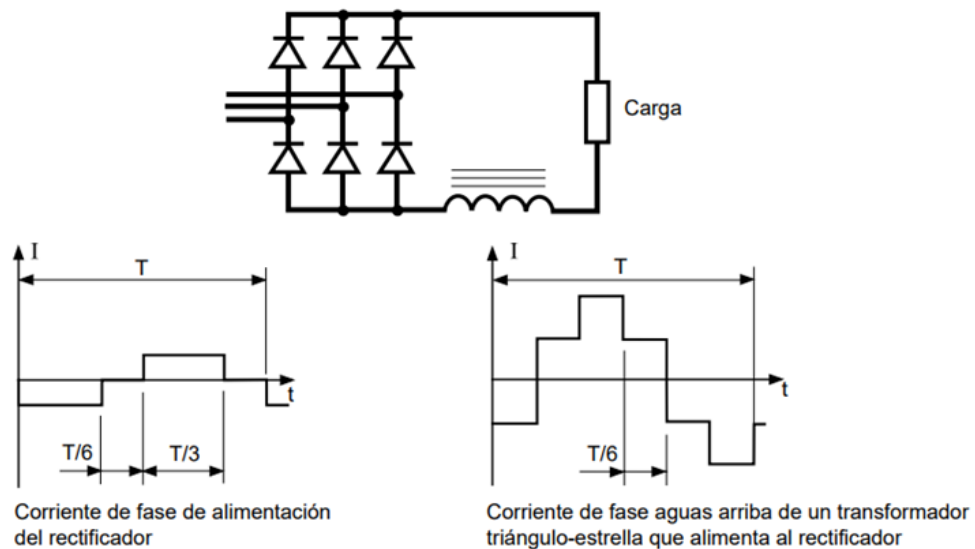 Carga
I
T
t
T/6
T/3
Corriente de fase de alimentación
del rectificador
I
T
t
T/6
Corriente de fase aguas arriba de un transformador
triángulo-estrella que alimenta al rectificador